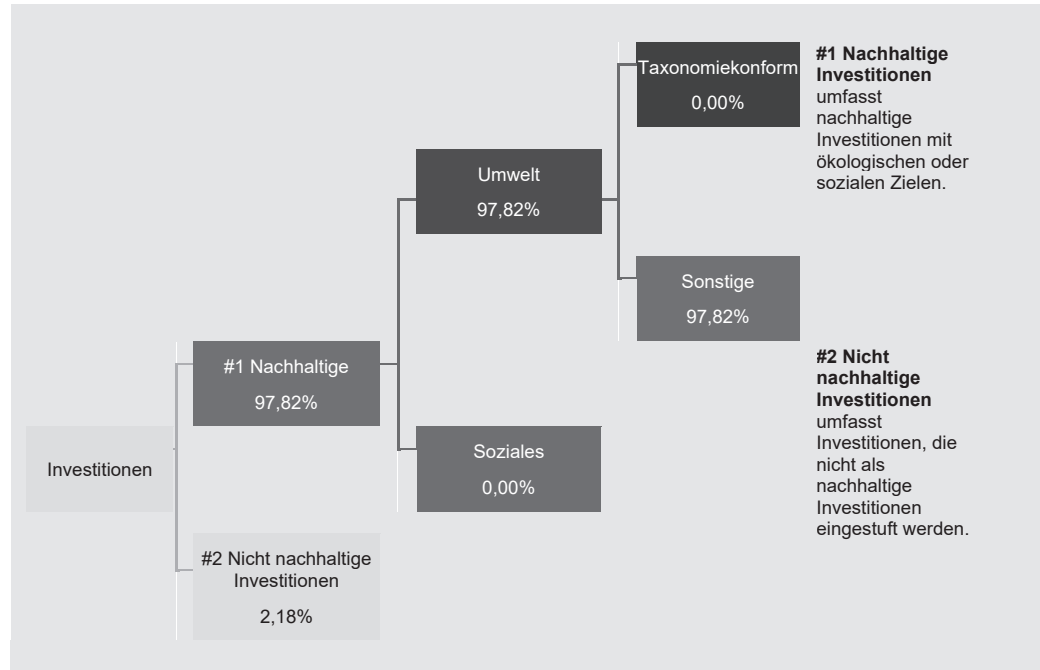 Taxonomiekonform
0,00%
#1 Nachhaltige
Investitionen
umfasst
nachhaltige
Investitionen mit
ökologischen oder
sozialen Zielen.
Umwelt
97,82%
Sonstige
97,82%
#1 Nachhaltige
97,82%
#2 Nicht
nachhaltige
Investitionen
umfasst
Investitionen, die
nicht als
nachhaltige
Investitionen
eingestuft werden.
Soziales
0,00%
Investitionen
#2 Nicht nachhaltige
Investitionen
2,18%